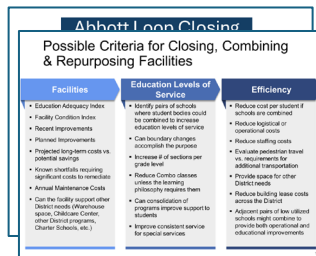 Abbott Loop Closing
Possible Criteria for Closing, Combining
& Repurposing Facilities
Facilities
• Education Adequacy Index
• Facility Condition Index
• Recent Improvements
• Planned Improvements
• Projected long-term costs vs.
potential savings
• Known shortfalls requiring
significant costs to remediate
• Annual Maintenance Costs
• Can the facility support other
District needs (Warehouse
space, Childcare Center,
other District Programs,
Charter Schools, etc.)
Education Levels of
Service
• Identify pairs of schools
where student bodies could
be combined to increase
education levels of service
• Can boundary changes
accomplish the purpose
• Increase # of sections per
grade level
• Reduce Combo classes
unless the learning
philosophy requires them
• Can consolidation of
programs improve support to
students
• Improve consistent service
for special services
Efficiency
• Reduce cost per student if
schools are combined
• Reduce logistical or
operational costs
• Reduce staffing costs
• Evaluate pedestrian travel
vs. requirements for
additional transportation
• Provide space for other
District needs
• Reduce building lease costs
across the District
• Adjacent pairs of low utilized
schools might combine to
provide both operational and
educational improvements